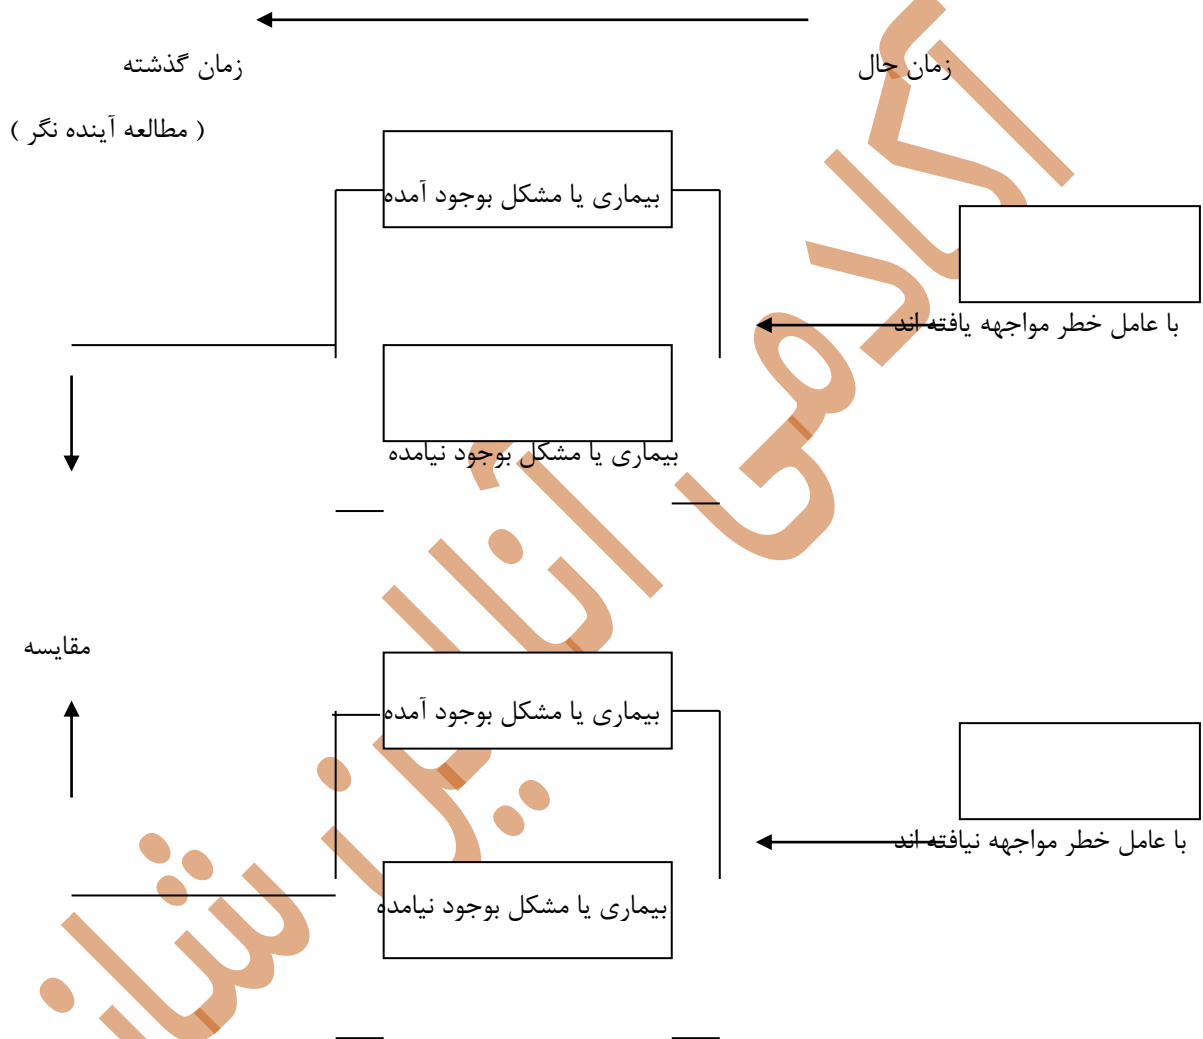 زمان حال
زمان گذشته
( مطالعه آینده نگر )
بیماری یا مشکل بوجود آمده
با عامل خطر مواجهه یافته اند
بیماری یا مشکل بوجود نیامده
مقایسه
بیماری یا مشکل بوجود آمده
با عامل خطر مواجهه نیافته اند
بیماری یا مشکل بوجود نیامده
آکادمی آنلاین